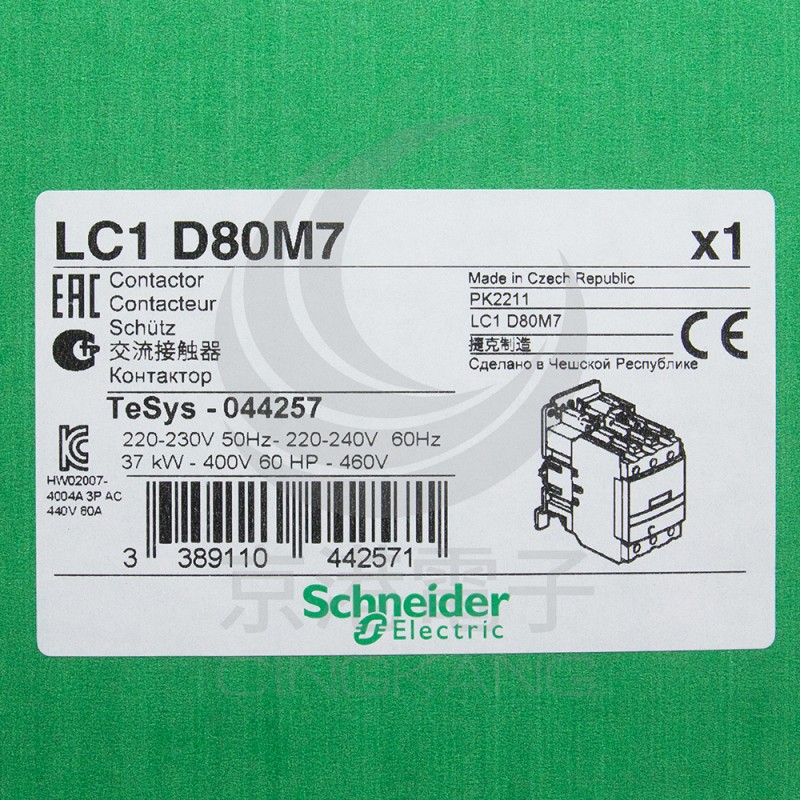 LC1 D80M7 x1
EAC Contactor
Contacteur
Schütz
交流接触器
Контактор
Made in Czech Republic
PK2211
LC1 D80M7
捷克制造
Сделано в Чешской Республике
CE
TeSys - 044257
220-230V 50Hz- 220-240V 60Hz
37 kW - 400V 60 HP - 460V
HW02007-
4004A 3P AC
440V 80A
3 389110 442571
Schneider
Electric
京港電子
CINGKANG